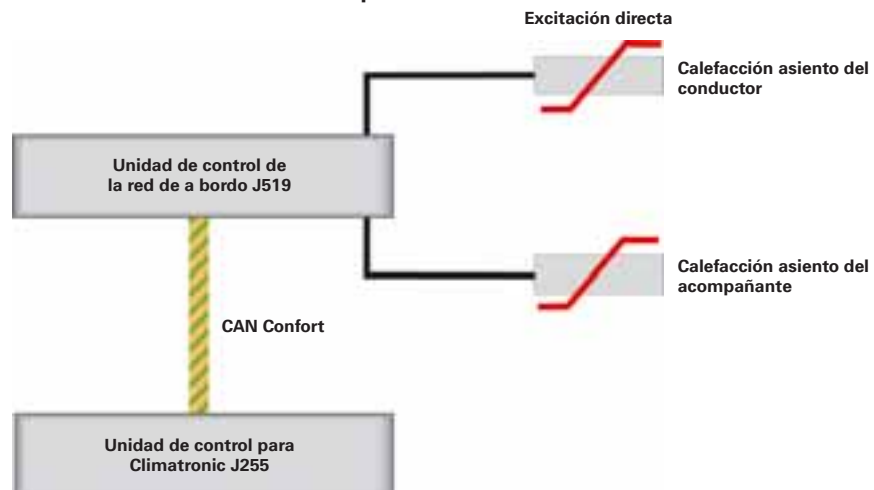 Excitación directa
Calefacción asiento del
conductor
Unidad de control de
la red de a bordo J519
Calefacción asiento del
acompañante
CAN Confort
Unidad de control para
Climatronic J255